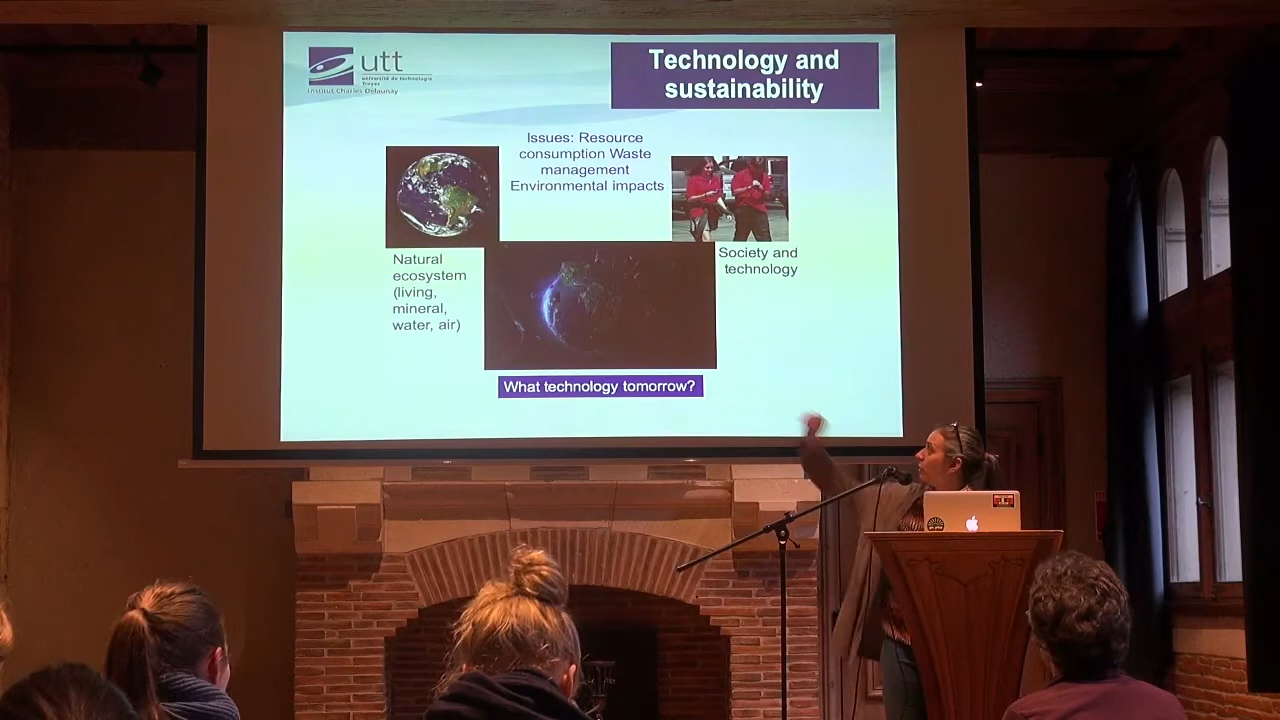 utt
université de technologie
Troyes
Institut Charles Delaunay
Technology and
sustainability
Issues: Resource
consumption Waste
management
Environmental impacts
Natural
ecosystem
(living,
mineral,
water, air)
Society and
technology
What technology tomorrow?